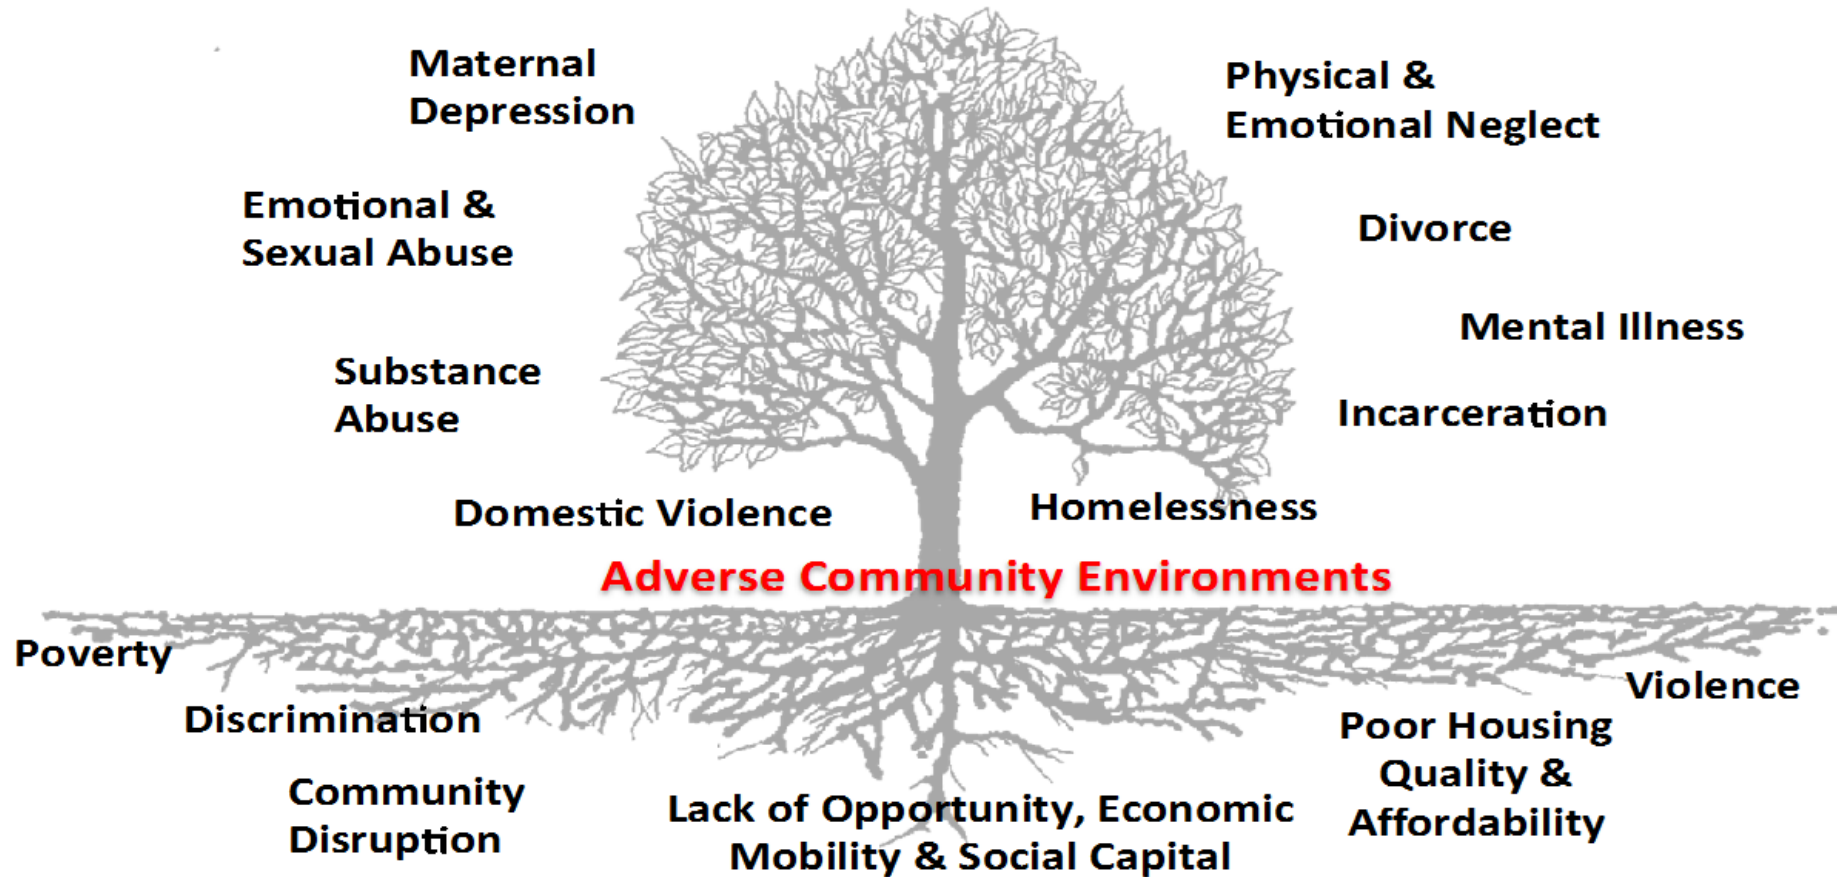 Maternal
Depression
Physical &
Emotional Neglect
Emotional &
Sexual Abuse
Divorce
Mental Illness
Substance
Abuse
Incarceration
Domestic Violence
Homelessness
Adverse Community Environments
Poverty
Violence
Discrimination
Poor Housing
Quality &
Affordability
Community
Disruption
Lack of Opportunity, Economic
Mobility & Social Capital